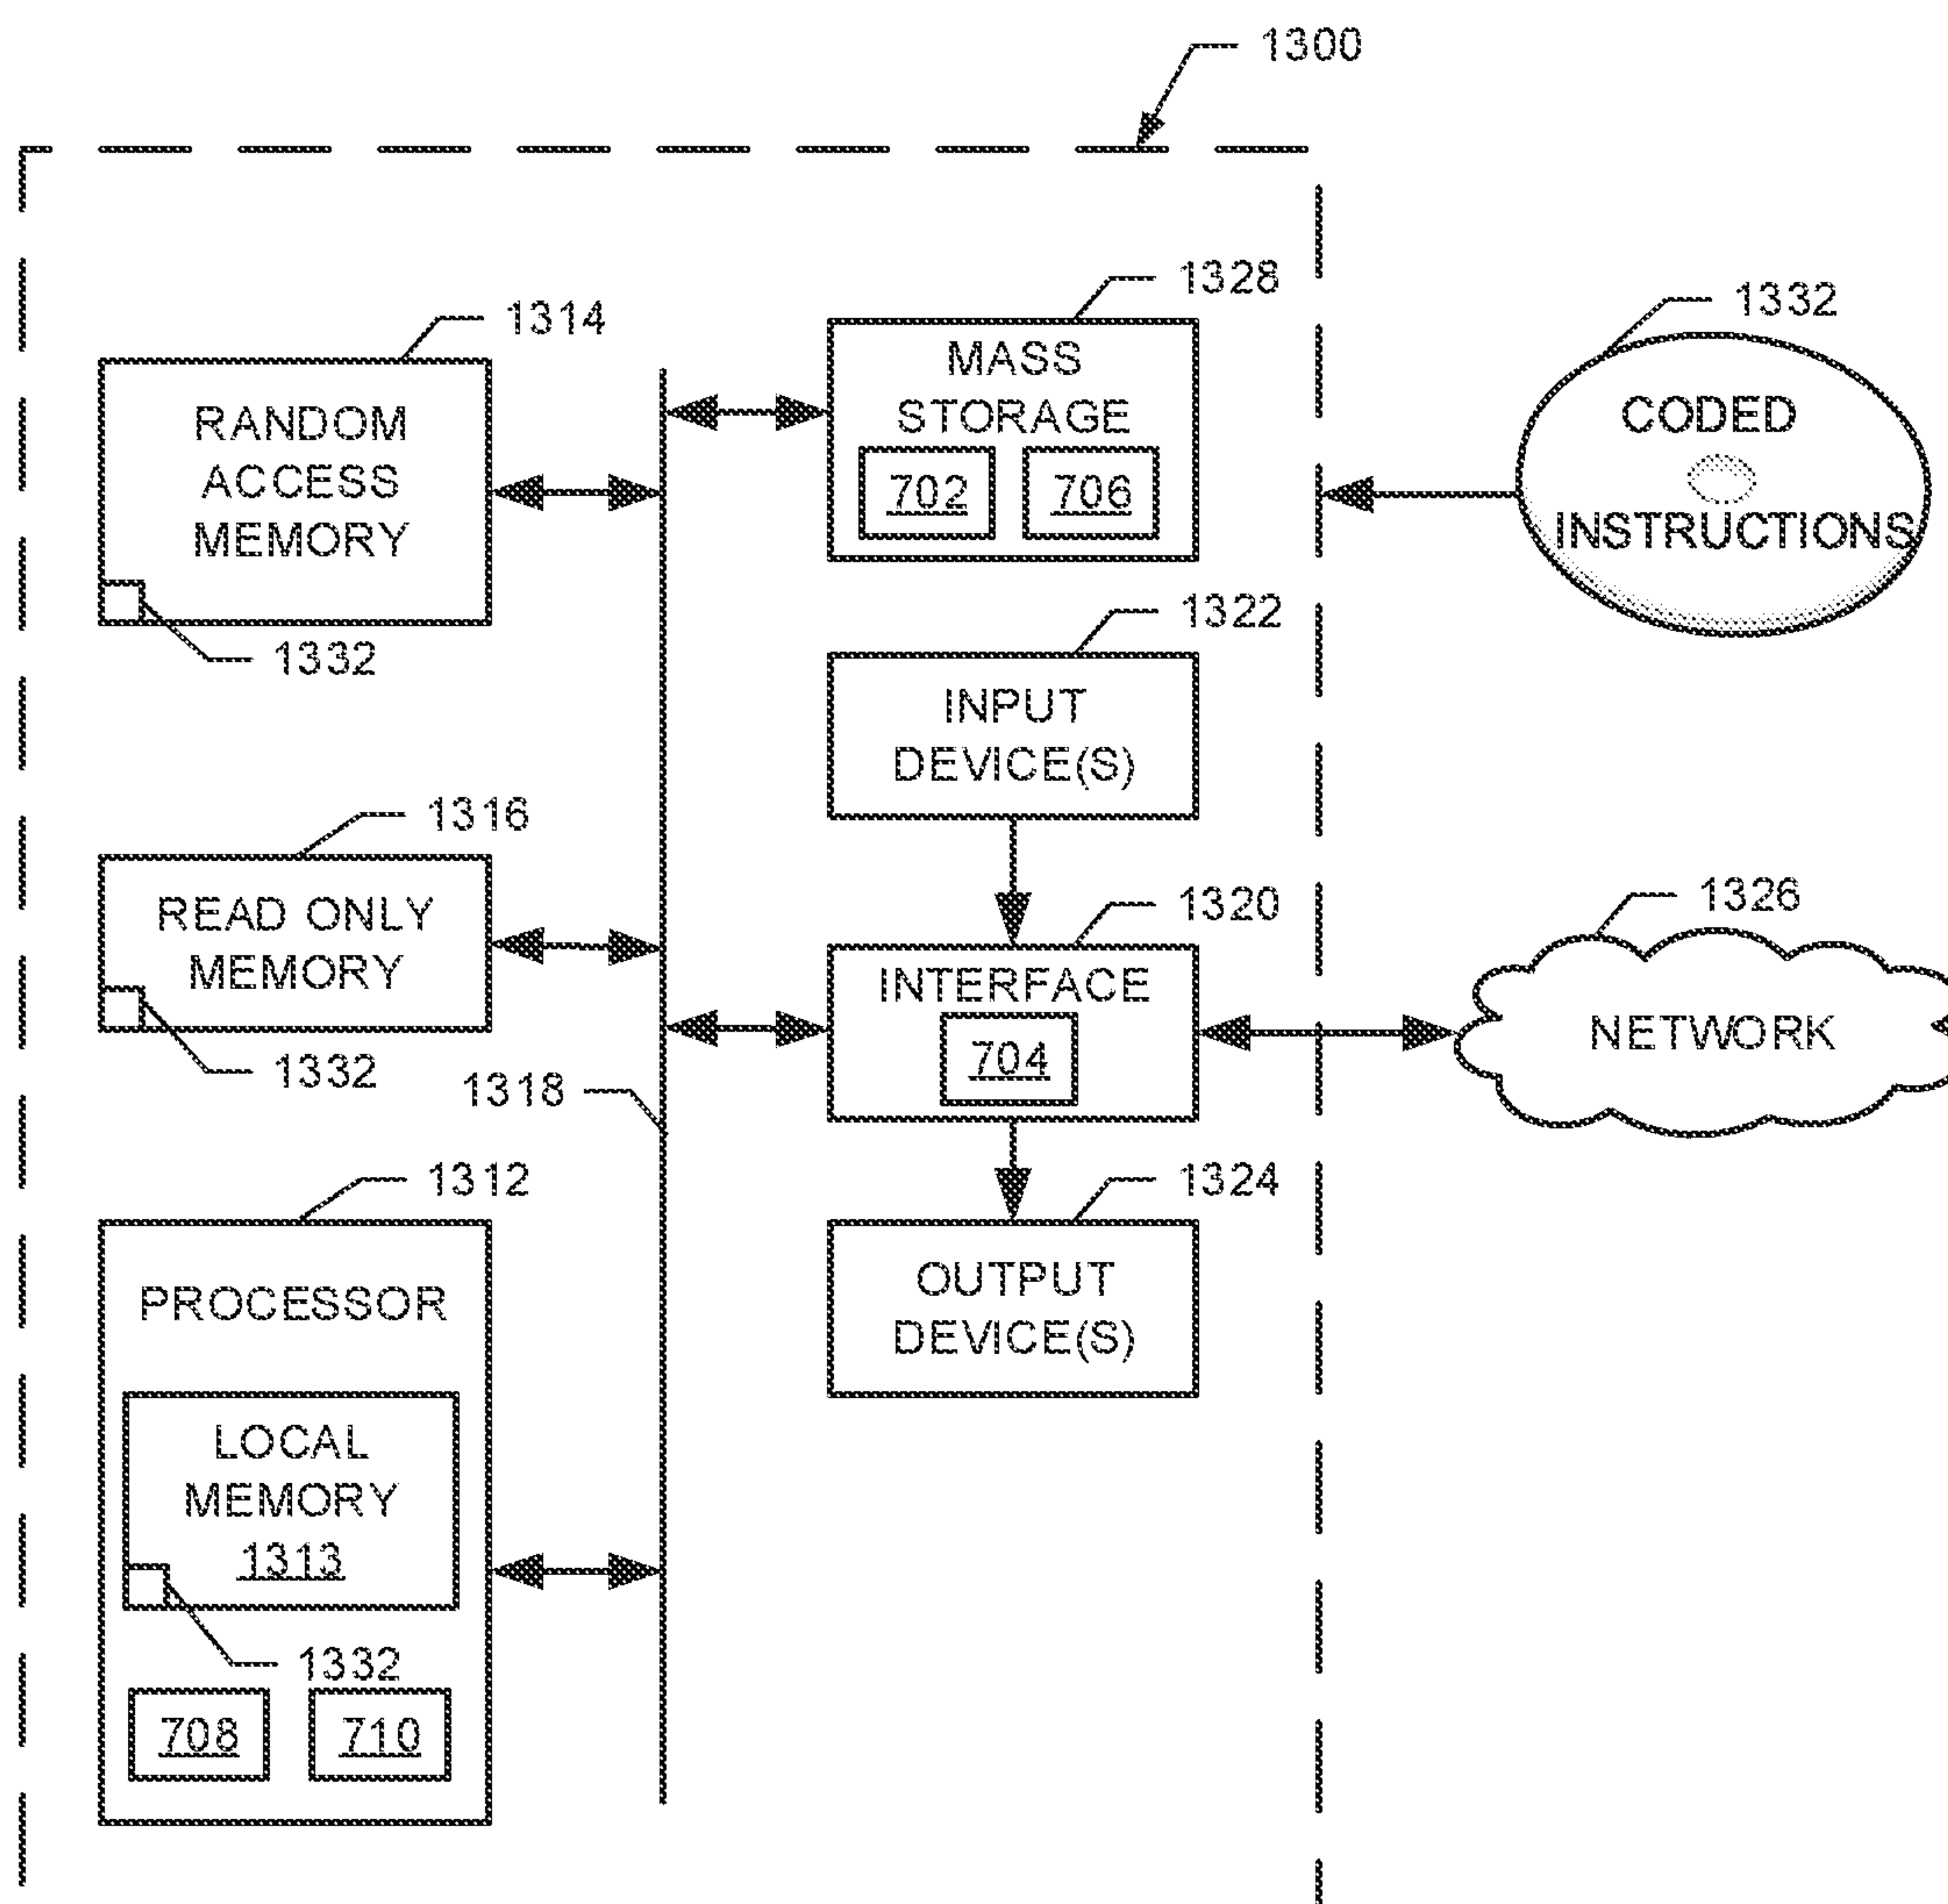 1300
1328
1332
1314
MASS
STORAGE
702 706
CODED
INSTRUCTIONS
RANDOM
ACCESS
MEMORY
1332
1322
INPUT
DEVICE(S)
1316
READ ONLY
MEMORY
1332
1320
INTERFACE
704
1326
NETWORK
1318
1312
1324
OUTPUT
DEVICE(S)
PROCESSOR
LOCAL
MEMORY
1313
1332
708 710